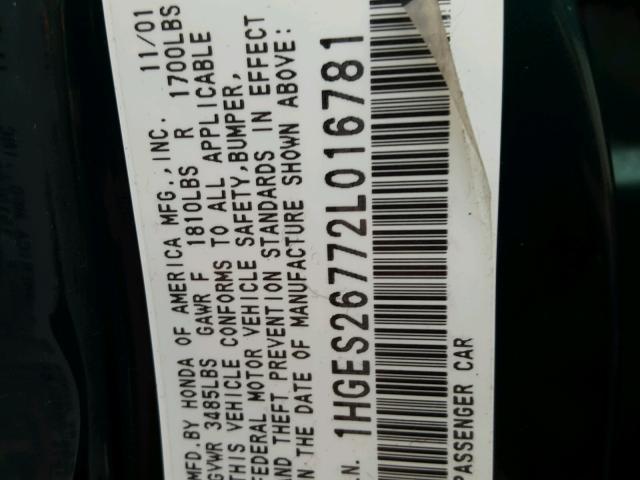 MFD.BY HONDA OF AMERICA MFG.,INC. 11/01
GVWR 3485LBS GAWR F 1810LBS R 1700LBS
THIS VEHICLE CONFORMS TO ALL APPLICABLE
FEDERAL MOTOR VEHICLE SAFETY,BUMPER,
AND THEFT PREVENTION STANDARDS IN EFFECT
ON THE DATE OF MANUFACTURE SHOWN ABOVE:
I.N. 1HGES26772L016781
PASSENGER CAR